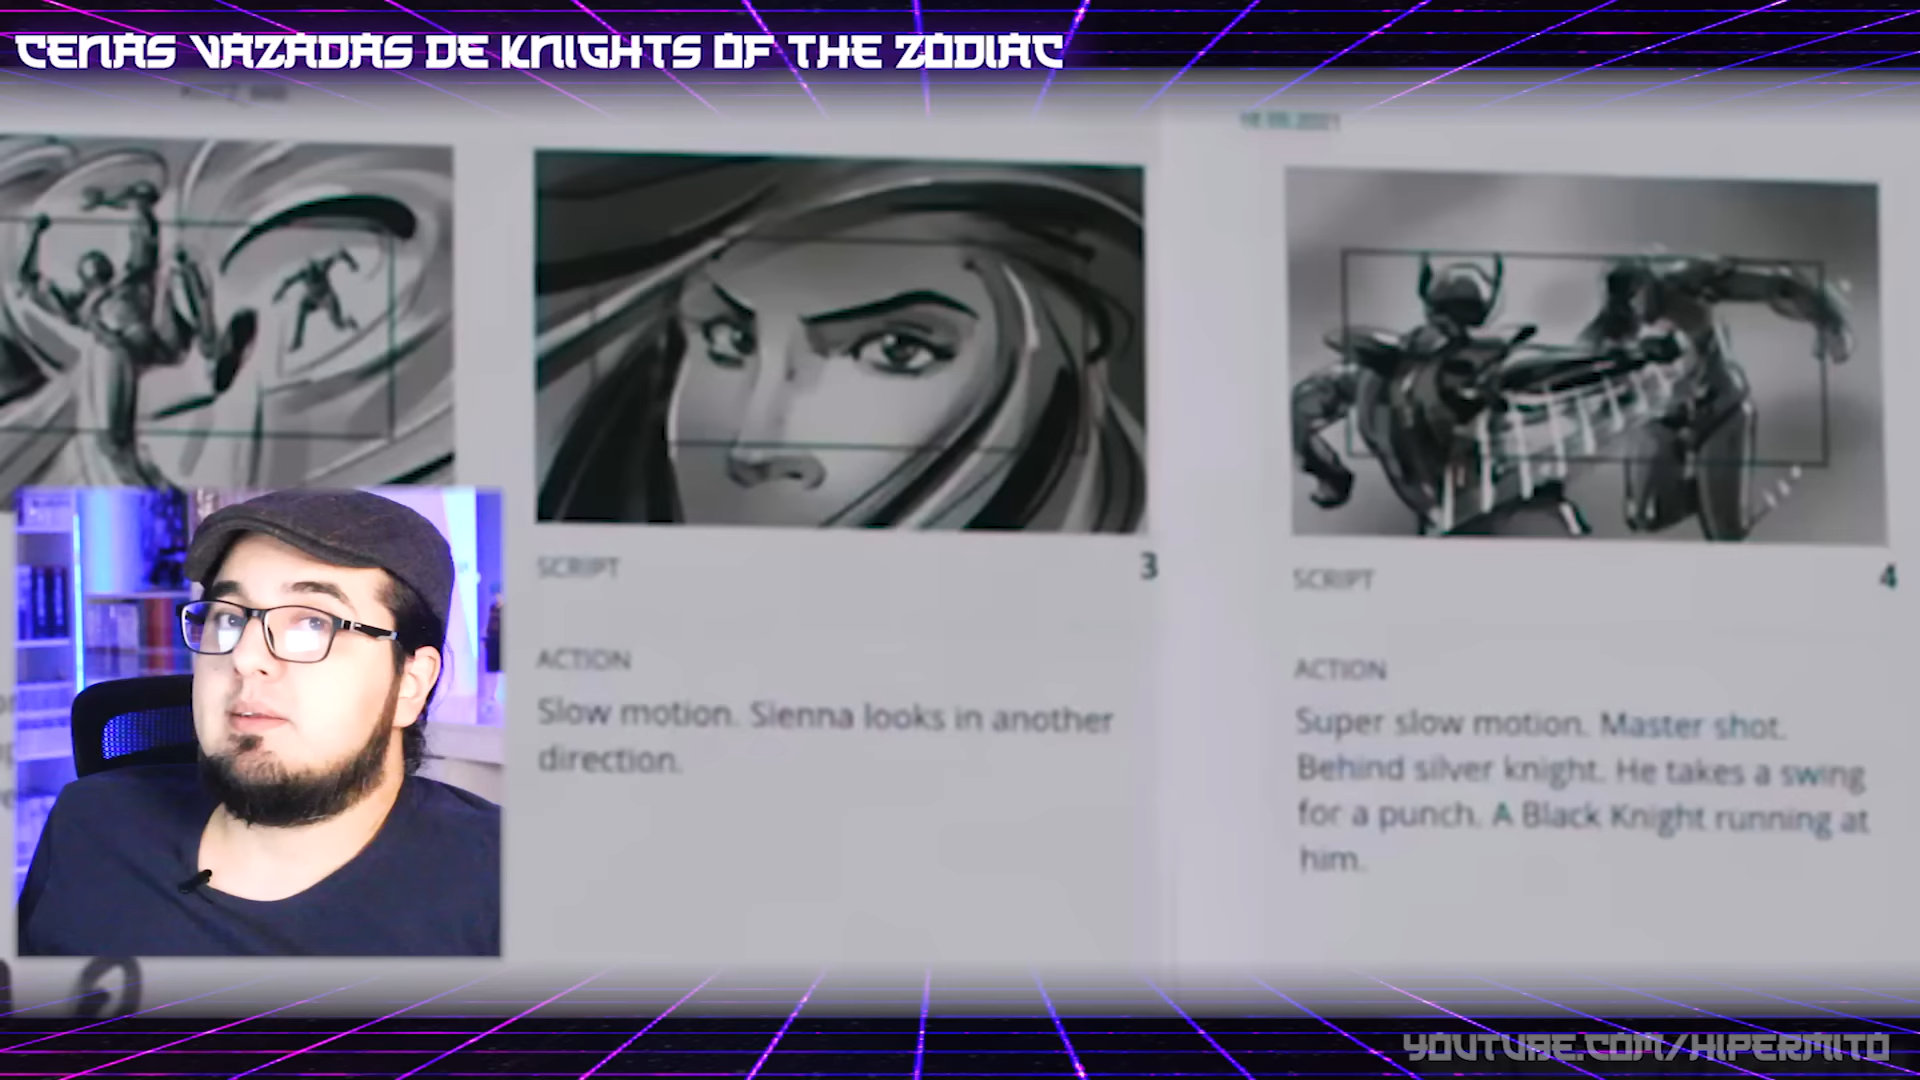 CENAS VAZADAS DE KNIGHTS OF THE ZODIAC
SCRIPT
3
ACTION
Slow motion. Sienna looks in another
direction.
SCRIPT
4
ACTION
Super slow motion. Master shot.
Behind silver knight. He takes a swing
for a punch. A Black Knight running at
him.
YOUTUBE.COM/HIPERMITO